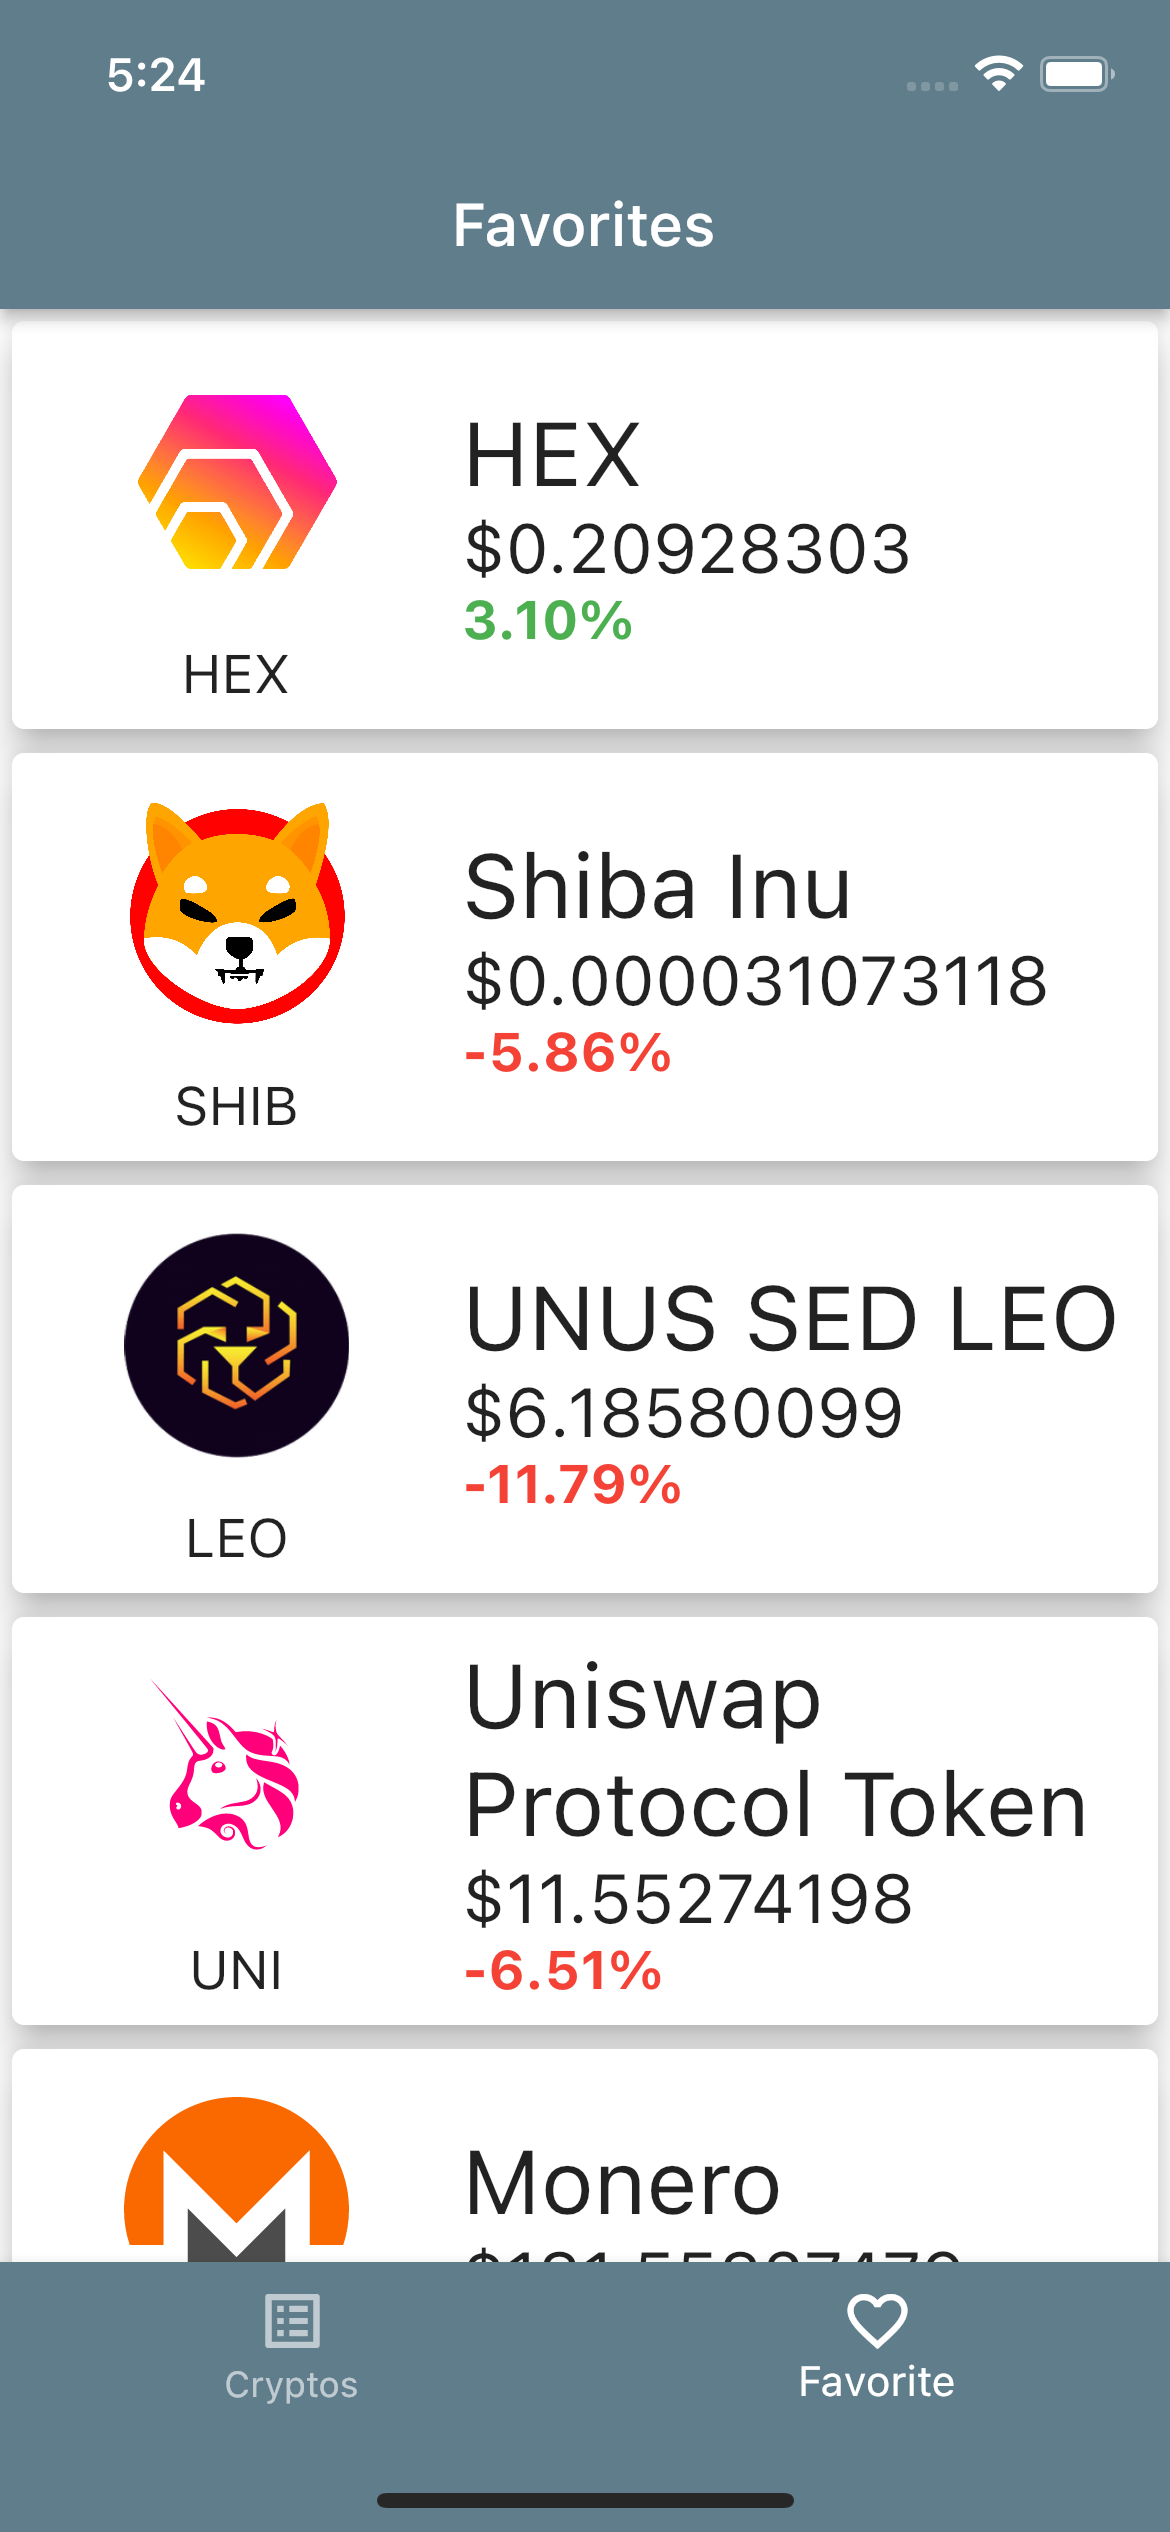 5:24
Favorites
HEX
$0.20928303
3.10%
HEX
Shiba Inu
$0.000031073118
-5.86%
SHIB
UNUS SED LEO
$6.18580099
-11.79%
LEO
Uniswap
Protocol Token
$11.55274198
-6.51%
UNI
Monero
Cryptos
Favorite